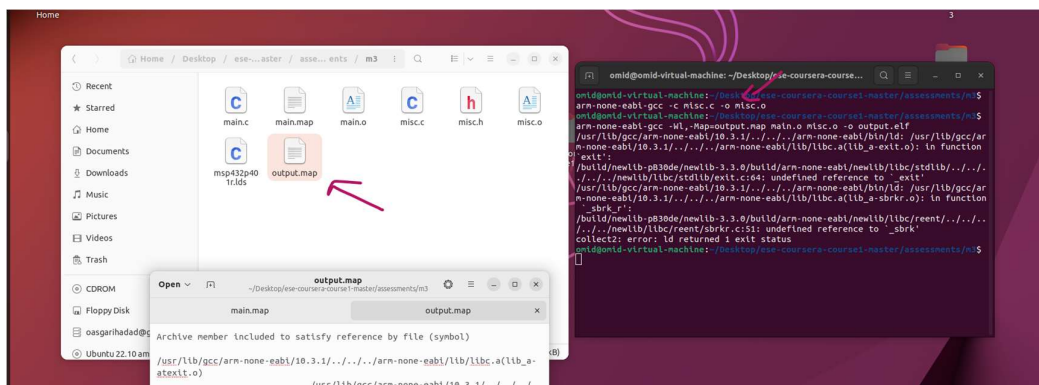 Home
3
Home / Desktop / ese-...aster / asse... ents / m3
Recent
Starred
Home
Documents
Downloads
Music
Pictures
Videos
Trash
CDROM
Floppy Disk
oasgarihadad@g
Ubuntu 22.10 am
main.c
main.map
main.o
misc.c
misc.h
misc.o
msp432p40
1r.lds
output.map
kB)
Open
output.map
~/Desktop/ese-coursera-course1-master/assessments/m3
main.map
output.map
Archive member included to satisfy reference by file (symbol)
/usr/lib/gcc/arm-none-eabi/10.3.1/../../../arm-none-eabi/lib/libc.a(lib_a-
atexit.o)
omid@omid-virtual-machine: ~/Desktop/ese-coursera-course...
omid@omid-virtual-machine:~/Desktop/ese-coursera-course1-master/assessments/m3$
arm-none-eabi-gcc -c misc.c -o misc.o
omid@omid-virtual-machine:~/Desktop/ese-coursera-course1-master/assessments/m3$
arm-none-eabi-gcc -Wl,-Map=output.map main.o misc.o -o output.elf
/usr/lib/gcc/arm-none-eabi/10.3.1/../../../arm-none-eabi/bin/ld: /usr/lib/gcc/ar
m-none-eabi/10.3.1/../../../arm-none-eabi/lib/libc.a(lib_a-exit.o): in function
`exit':
/build/newlib-pB30de/newlib-3.3.0/build/arm-none-eabi/newlib/libc/stdlib/../../.
./../../newlib/libc/stdlib/exit.c:64: undefined reference to `_exit'
/usr/lib/gcc/arm-none-eabi/10.3.1/../../../arm-none-eabi/bin/ld: /usr/lib/gcc/ar
m-none-eabi/10.3.1/../../../arm-none-eabi/lib/libc.a(lib_a-sbrkr.o): in function
`_sbrk_r':
/build/newlib-pB30de/newlib-3.3.0/build/arm-none-eabi/newlib/libc/reent/../../..
/../../newlib/libc/reent/sbrkr.c:51: undefined reference to `_sbrk'
collect2: error: ld returned 1 exit status
omid@omid-virtual-machine:~/Desktop/ese-coursera-course1-master/assessments/m3$